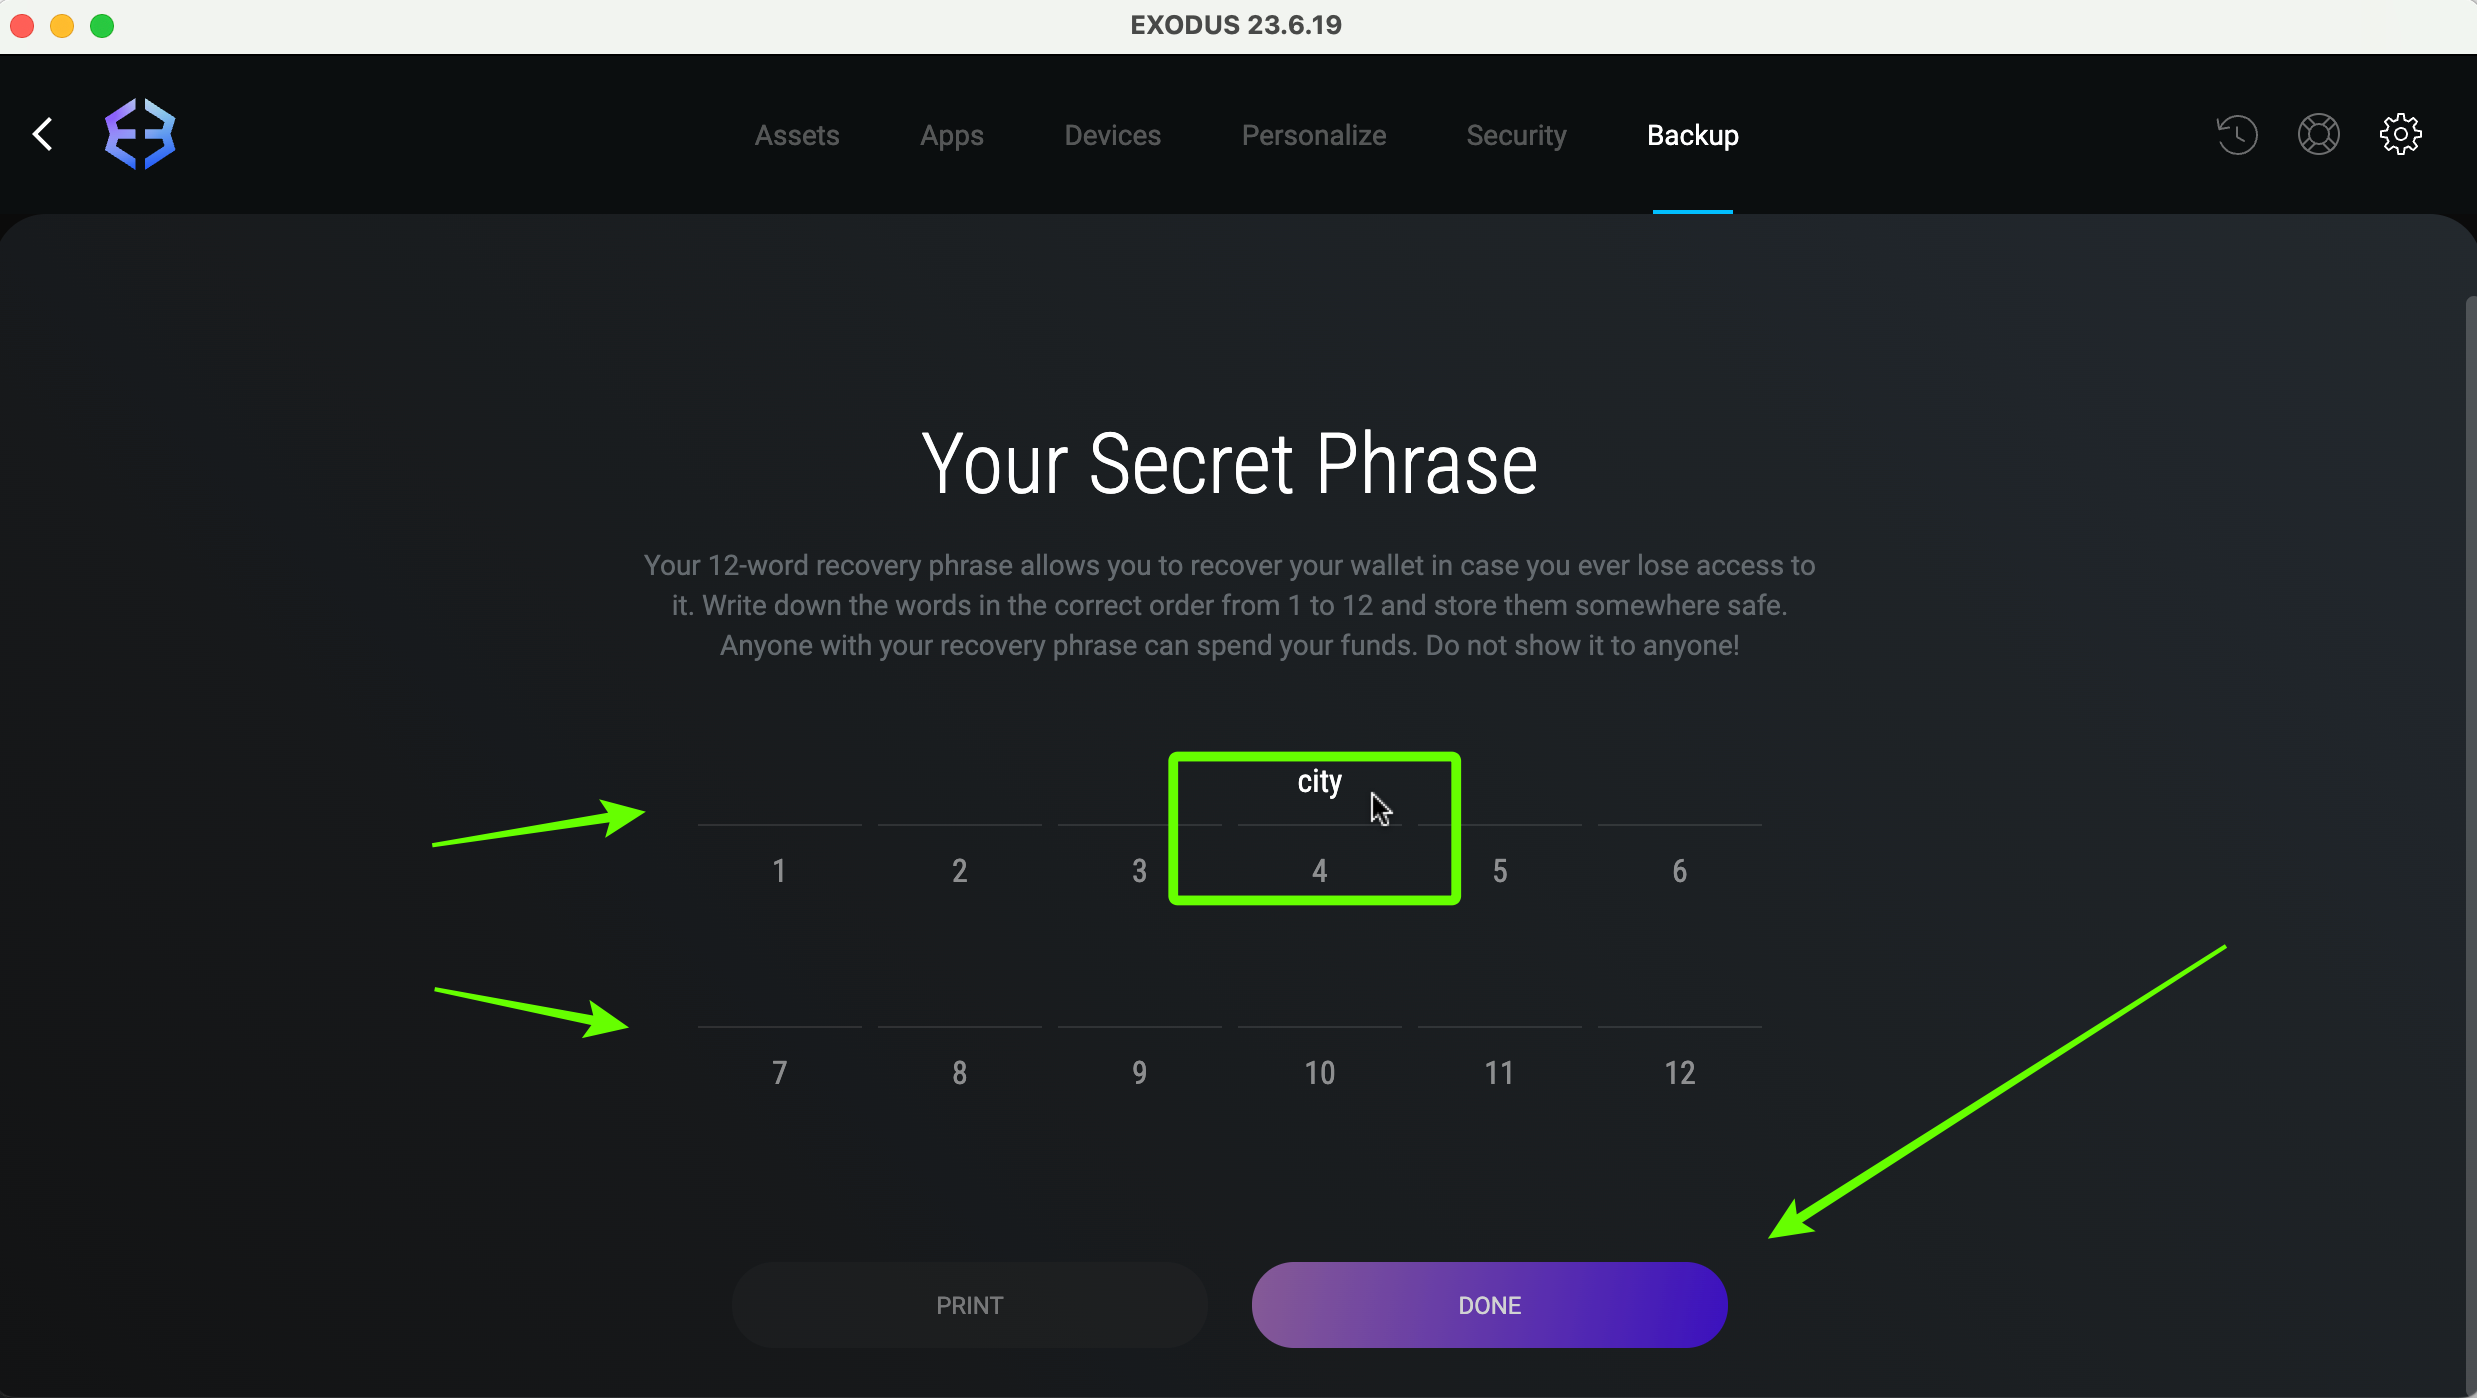 EXODUS 23.6.19
Assets Apps Devices Personalize Security Backup
Your Secret Phrase
Your 12-word recovery phrase allows you to recover your wallet in case you ever lose access to
it. Write down the words in the correct order from 1 to 12 and store them somewhere safe.
Anyone with your recovery phrase can spend your funds. Do not show it to anyone!
city
1 2 3 4 5 6
7 8 9 10 11 12
PRINT DONE